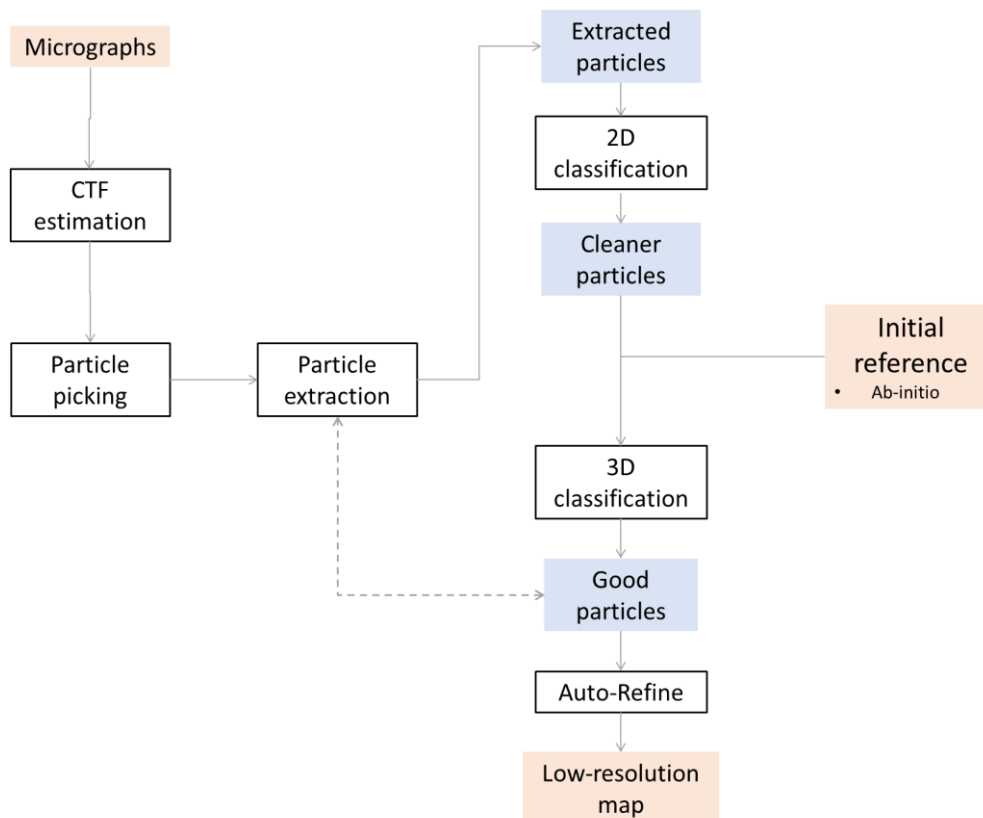 Micrographs
CTF
estimation
Particle
picking
Particle
extraction
Extracted
particles
2D
classification
Cleaner
particles
Initial
reference
• Ab-initio
3D
classification
Good
particles
Auto-Refine
Low-resolution
map